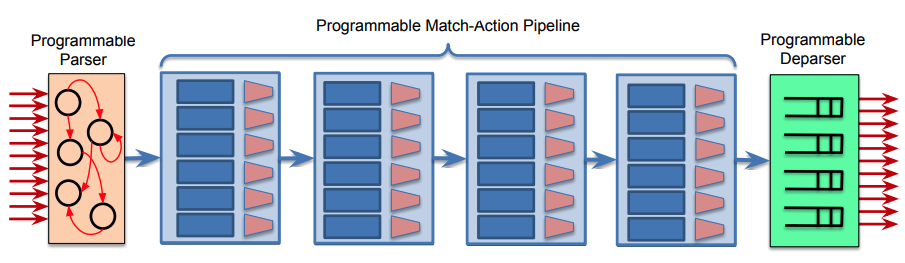 Programmable Match-Action Pipeline
Programmable
Parser
Programmable
Deparser